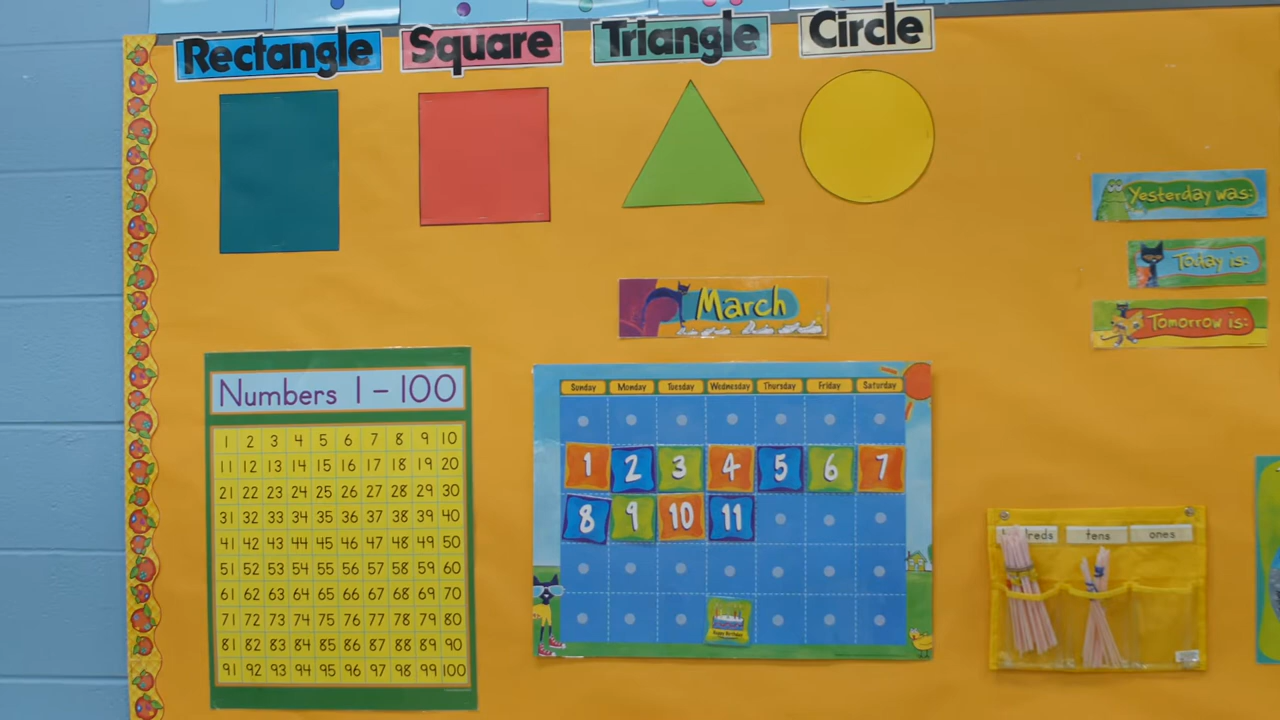 Rectangle Square Triangle Circle
Yesterday was:
Today is:
Tomorrow is:
March
Numbers 1 – 100
1 2 3 4 5 6 7 8 9 10
11 12 13 14 15 16 17 18 19 20
21 22 23 24 25 26 27 28 29 30
31 32 33 34 35 36 37 38 39 40
41 42 43 44 45 46 47 48 49 50
51 52 53 54 55 56 57 58 59 60
61 62 63 64 65 66 67 68 69 70
71 72 73 74 75 76 77 78 79 80
81 82 83 84 85 86 87 88 89 90
91 92 93 94 95 96 97 98 99 100
Sunday Monday Tuesday Wednesday Thursday Friday Saturday
1 2 3 4 5 6 7
8 9 10 11
Happy Birthday!
reds tens ones